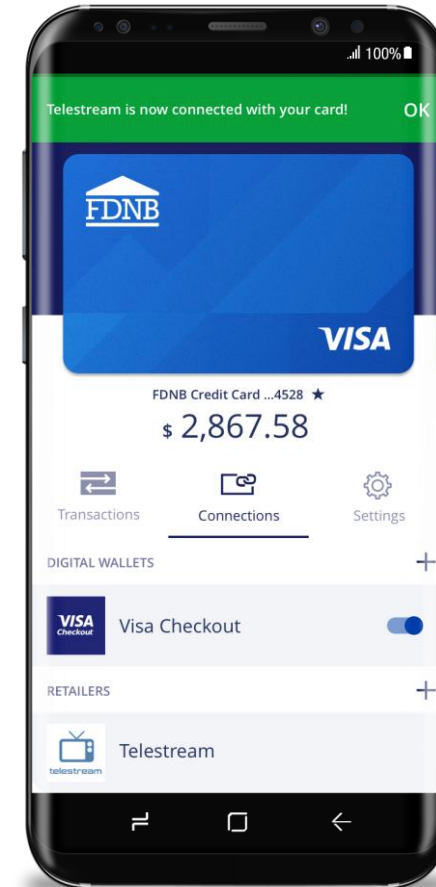 100%
Telestream is now connected with your card! OK
FDNB
VISA
FDNB Credit Card ...4528 ★
$ 2,867.58
Transactions Connections Settings
DIGITAL WALLETS +
VISA
Checkout
Visa Checkout
RETAILERS +
telestream
Telestream